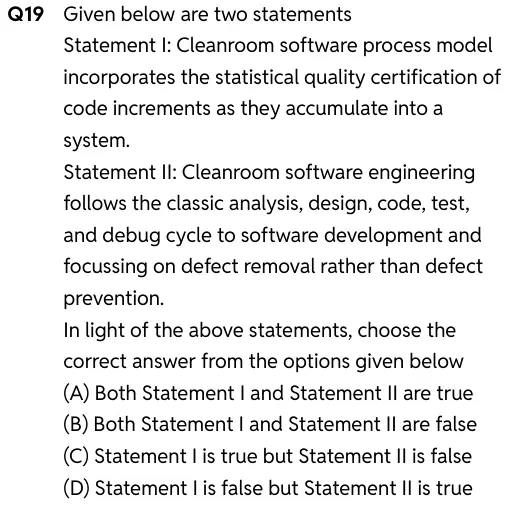 Q19 Given below are two statements
Statement I: Cleanroom software process model
incorporates the statistical quality certification of
code increments as they accumulate into a
system.
Statement II: Cleanroom software engineering
follows the classic analysis, design, code, test,
and debug cycle to software development and
focussing on defect removal rather than defect
prevention.
In light of the above statements, choose the
correct answer from the options given below
(A) Both Statement I and Statement II are true
(B) Both Statement I and Statement II are false
(C) Statement I is true but Statement II is false
(D) Statement I is false but Statement II is true